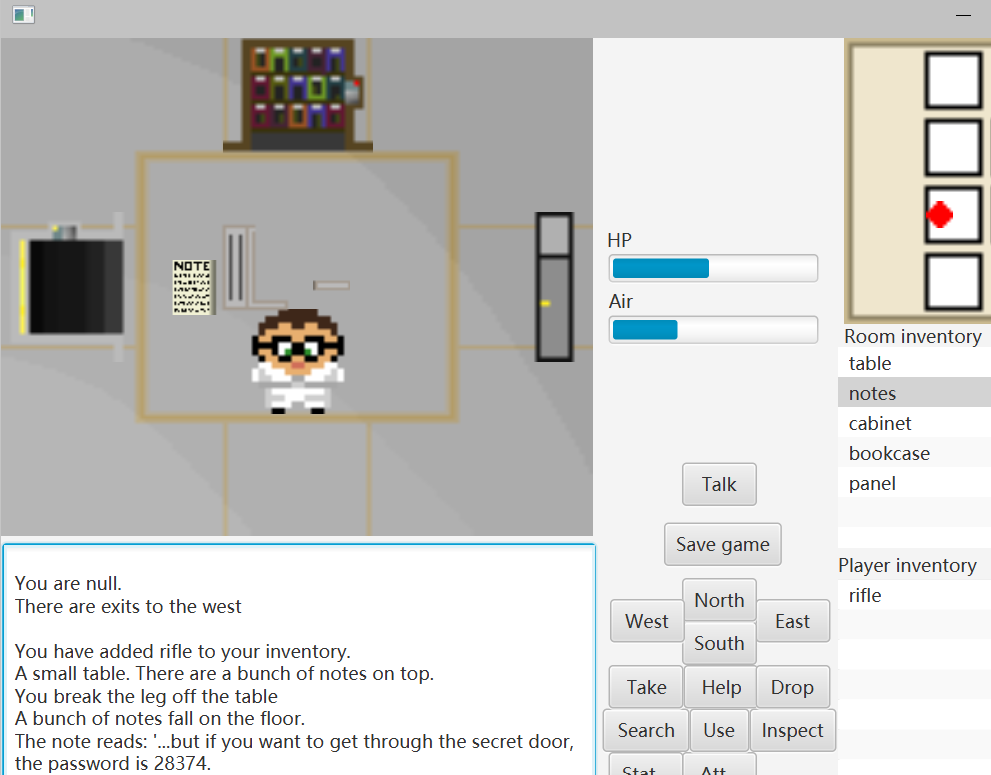 NOTE
HP
Air
Talk
Save game
North
West
East
South
Take
Help
Drop
Search
Use
Inspect
Room inventory
table
notes
cabinet
bookcase
panel
Player inventory
rifle
You are null.
There are exits to the west
You have added rifle to your inventory.
A small table. There are a bunch of notes on top.
You break the leg off the table
A bunch of notes fall on the floor.
The note reads: '...but if you want to get through the secret door,
the password is 28374.